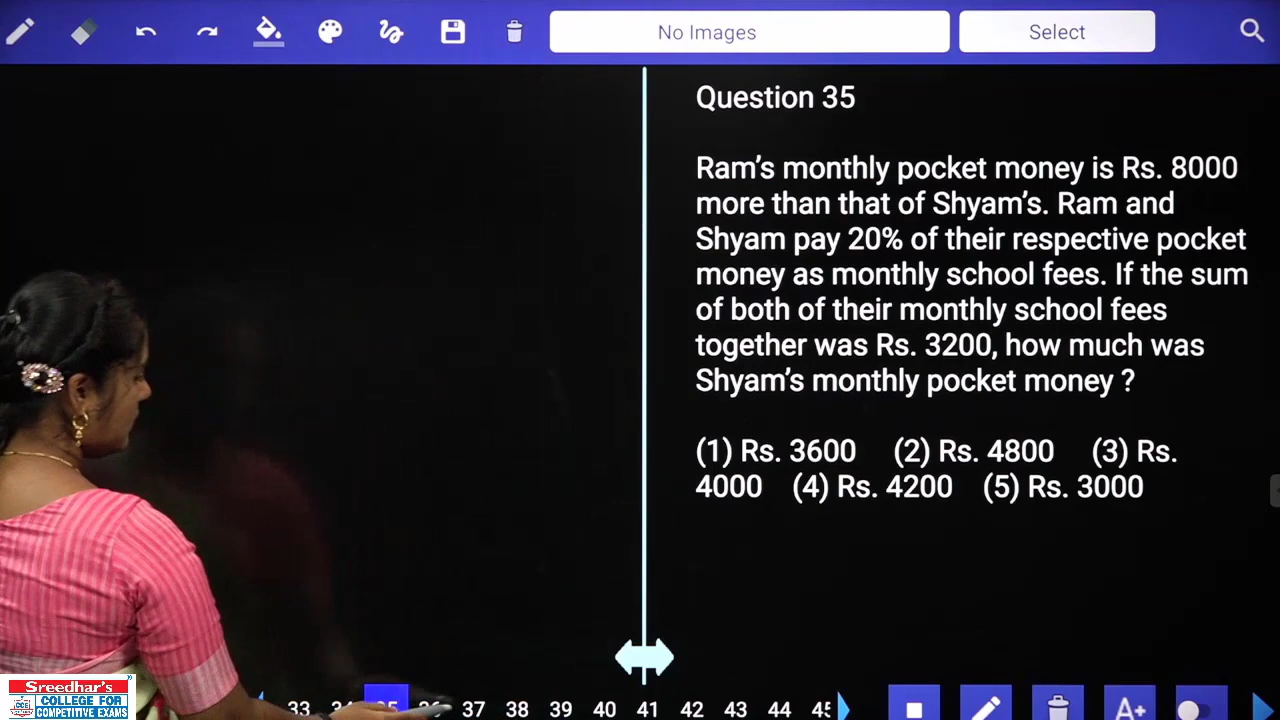 No Images
Select
Question 35
Ram's monthly pocket money is Rs. 8000
more than that of Shyam's. Ram and
Shyam pay 20% of their respective pocket
money as monthly school fees. If the sum
of both of their monthly school fees
together was Rs. 3200, how much was
Shyam's monthly pocket money ?
(1) Rs. 3600 (2) Rs. 4800 (3) Rs.
4000 (4) Rs. 4200 (5) Rs. 3000
33 37 38 39 40 41 42 43 44 45
A+
Sreedhar's
CCE
COLLEGE FOR
COMPETITIVE EXAMS